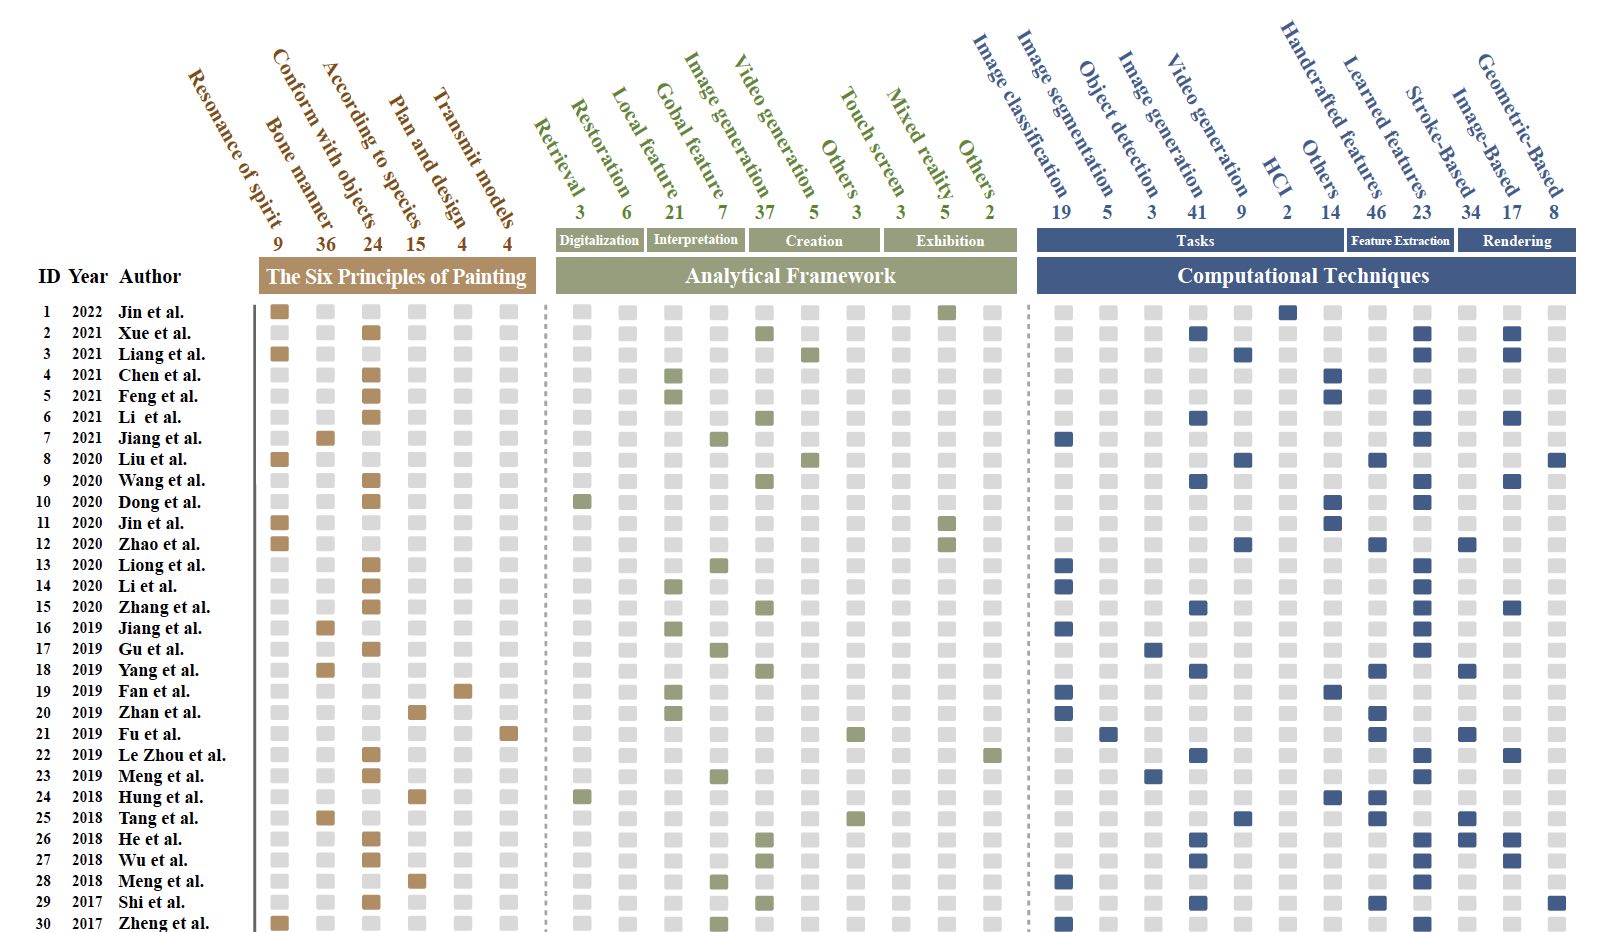 Resonance of spirit
Bone manner
Conform with objects
According to species
Plan and design
Transmit models
Retrieval
Restoration
Local feature
Gobal feature
Image generation
Video generation
Others
Touch screen
Mixed reality
Others
Image classification
Image segmentation
Object detection
Image generation
Video generation
HCI
Others
Handcrafted features
Learned features
Stroke-Based
Image-Based
Geometric-Based
3 6 21 7 37 5 3 3 5 2 19 5 3 41 9 2 14 46 23 34 17 8
9 36 24 15 4 4
Digitalization Interpretation Creation Exhibition Tasks Feature Extraction Rendering
ID Year Author The Six Principles of Painting Analytical Framework Computational Techniques
1 2022 Jin et al.
2 2021 Xue et al.
3 2021 Liang et al.
4 2021 Chen et al.
5 2021 Feng et al.
6 2021 Li et al.
7 2021 Jiang et al.
8 2020 Liu et al.
9 2020 Wang et al.
10 2020 Dong et al.
11 2020 Jin et al.
12 2020 Zhao et al.
13 2020 Liong et al.
14 2020 Li et al.
15 2020 Zhang et al.
16 2019 Jiang et al.
17 2019 Gu et al.
18 2019 Yang et al.
19 2019 Fan et al.
20 2019 Zhan et al.
21 2019 Fu et al.
22 2019 Le Zhou et al.
23 2019 Meng et al.
24 2018 Hung et al.
25 2018 Tang et al.
26 2018 He et al.
27 2018 Wu et al.
28 2018 Meng et al.
29 2017 Shi et al.
30 2017 Zheng et al.